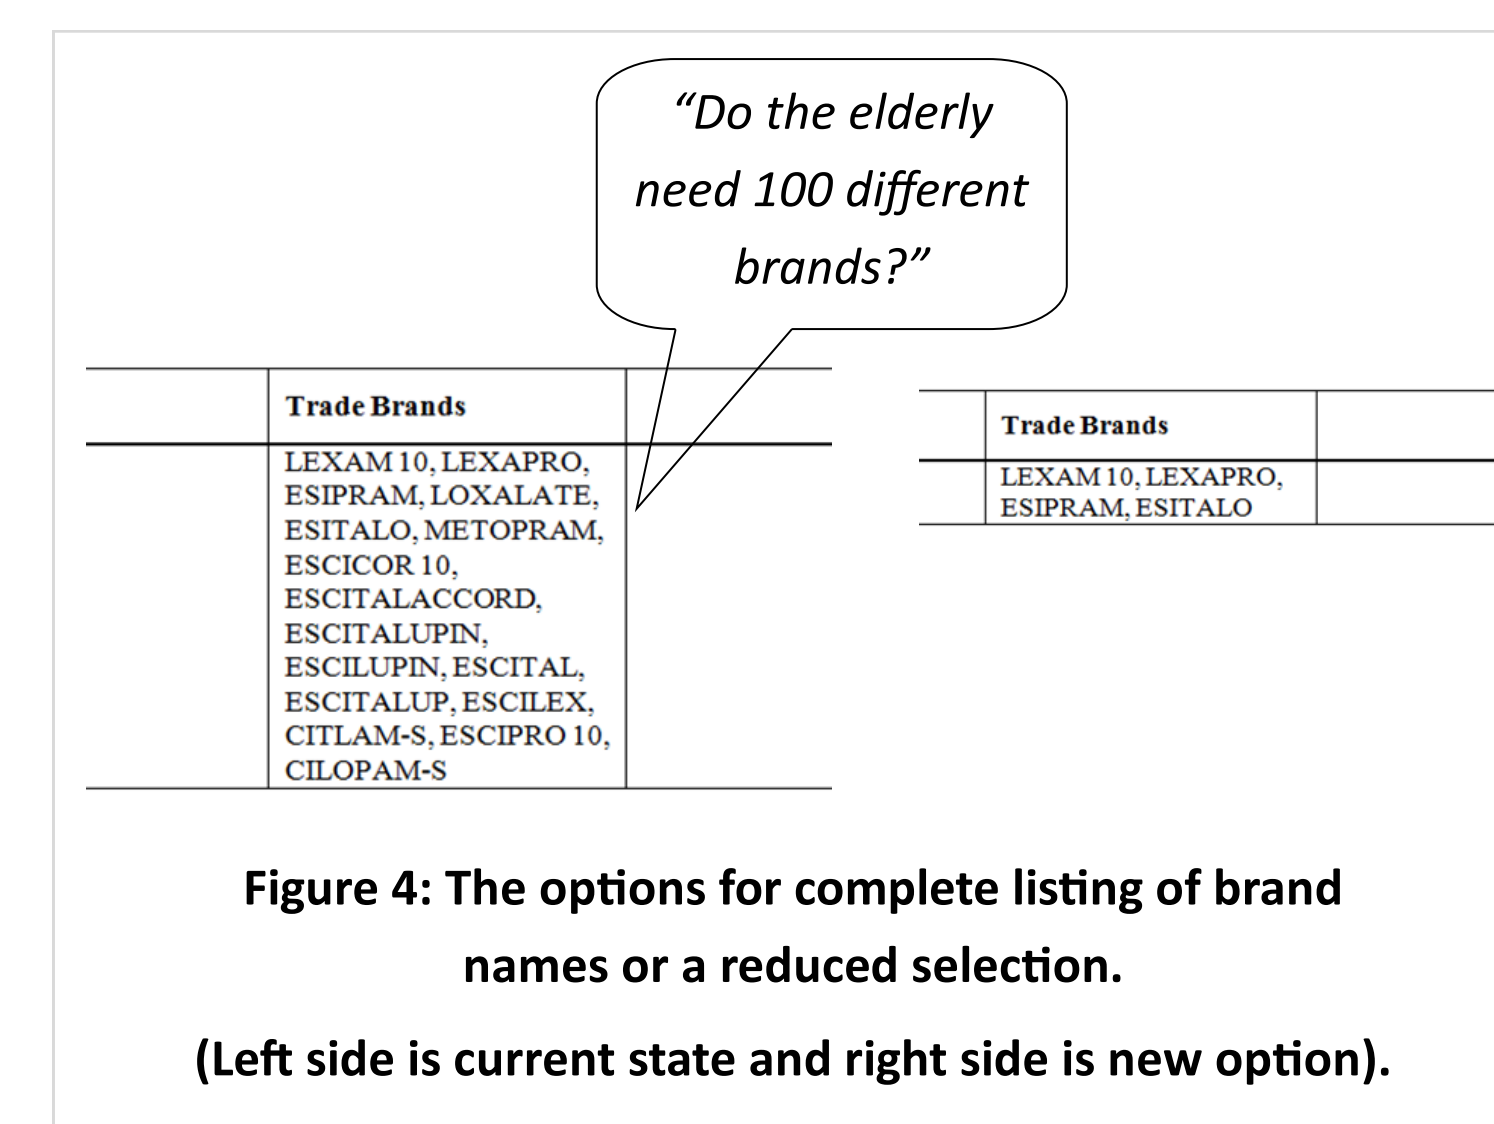 “Do the elderly
need 100 different
brands?”
Trade Brands
LEXAM 10, LEXAPRO,
ESIPRAM, LOXALATE,
ESITALO, METOPRAM,
ESCICOR 10,
ESCITALACCORD,
ESCITALUPIN,
ESCILUPIN, ESCITAL,
ESCITALUP, ESCILEX,
CITLAM-S, ESCIPRO 10,
CILOPAM-S
Trade Brands
LEXAM 10, LEXAPRO,
ESIPRAM, ESITALO
Figure 4: The options for complete listing of brand
names or a reduced selection.
(Left side is current state and right side is new option).